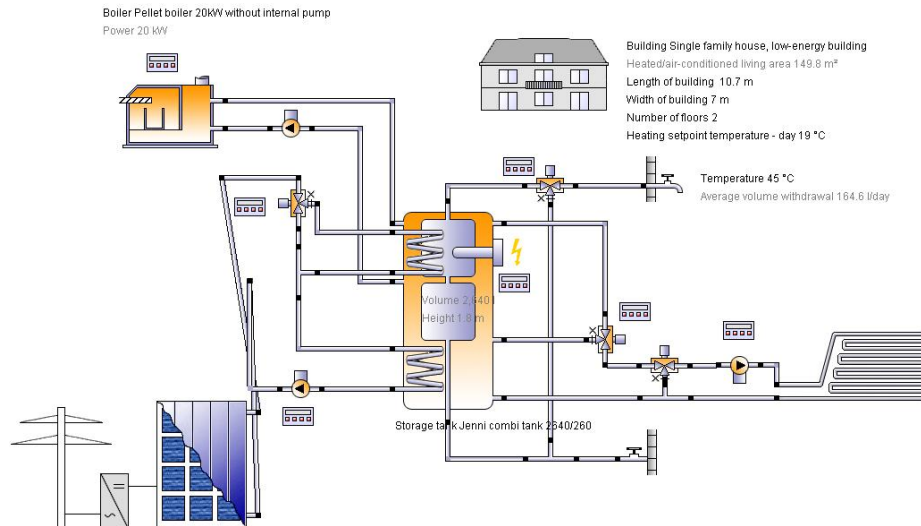 Boiler Pellet boiler 20kW without internal pump
Power 20 kW
Building Single family house, low-energy building
Heated/air-conditioned living area 149.8 m²
Length of building 10.7 m
Width of building 7 m
Number of floors 2
Heating setpoint temperature - day 19 °C
Temperature 45 °C
Average volume withdrawal 164.6 l/day
Volume 2,640 l
Height 1.8 m
Storage tank Jenni combi tank 2640/260